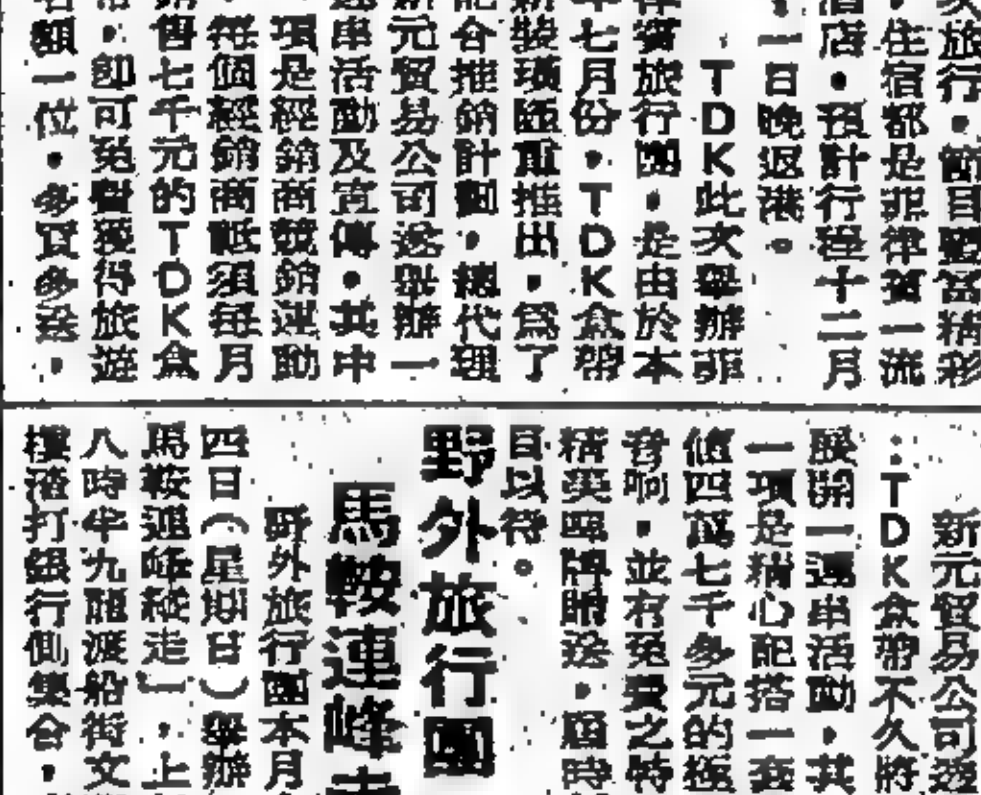 次旅行,節目豐富精彩
,住宿都是菲律賓一流
酒店,預計行程十二月
一日晚返港。
TDK此次舉辦菲
律賓旅行團,是由於本
年七月份,TDK盒帶
新裝璜隆重推出,爲了
配合推銷計劃,總代理
新元貿易公司遂舉辦一
連串活動及宣傳。其中
項是經銷商競銷運動
每個經銷商祇須每月
銷售七千元的TDK盒
,即可免費獲得旅遊
名額一位,多買多送,
新元貿易公司透
:TDK盒帶不久將
展開一連串活動,其
一項是精心配搭一套
值四萬七千多元的極
音响,並有免費之特
精英唱牌贈送,屆時
目以待。
野外旅行團
馬鞍連峰
野外旅行團本月
四日(星期日)舉辦
馬鞍連峰縱走」,上
八時半九龍渡船街文
樓渣打銀行側集合,